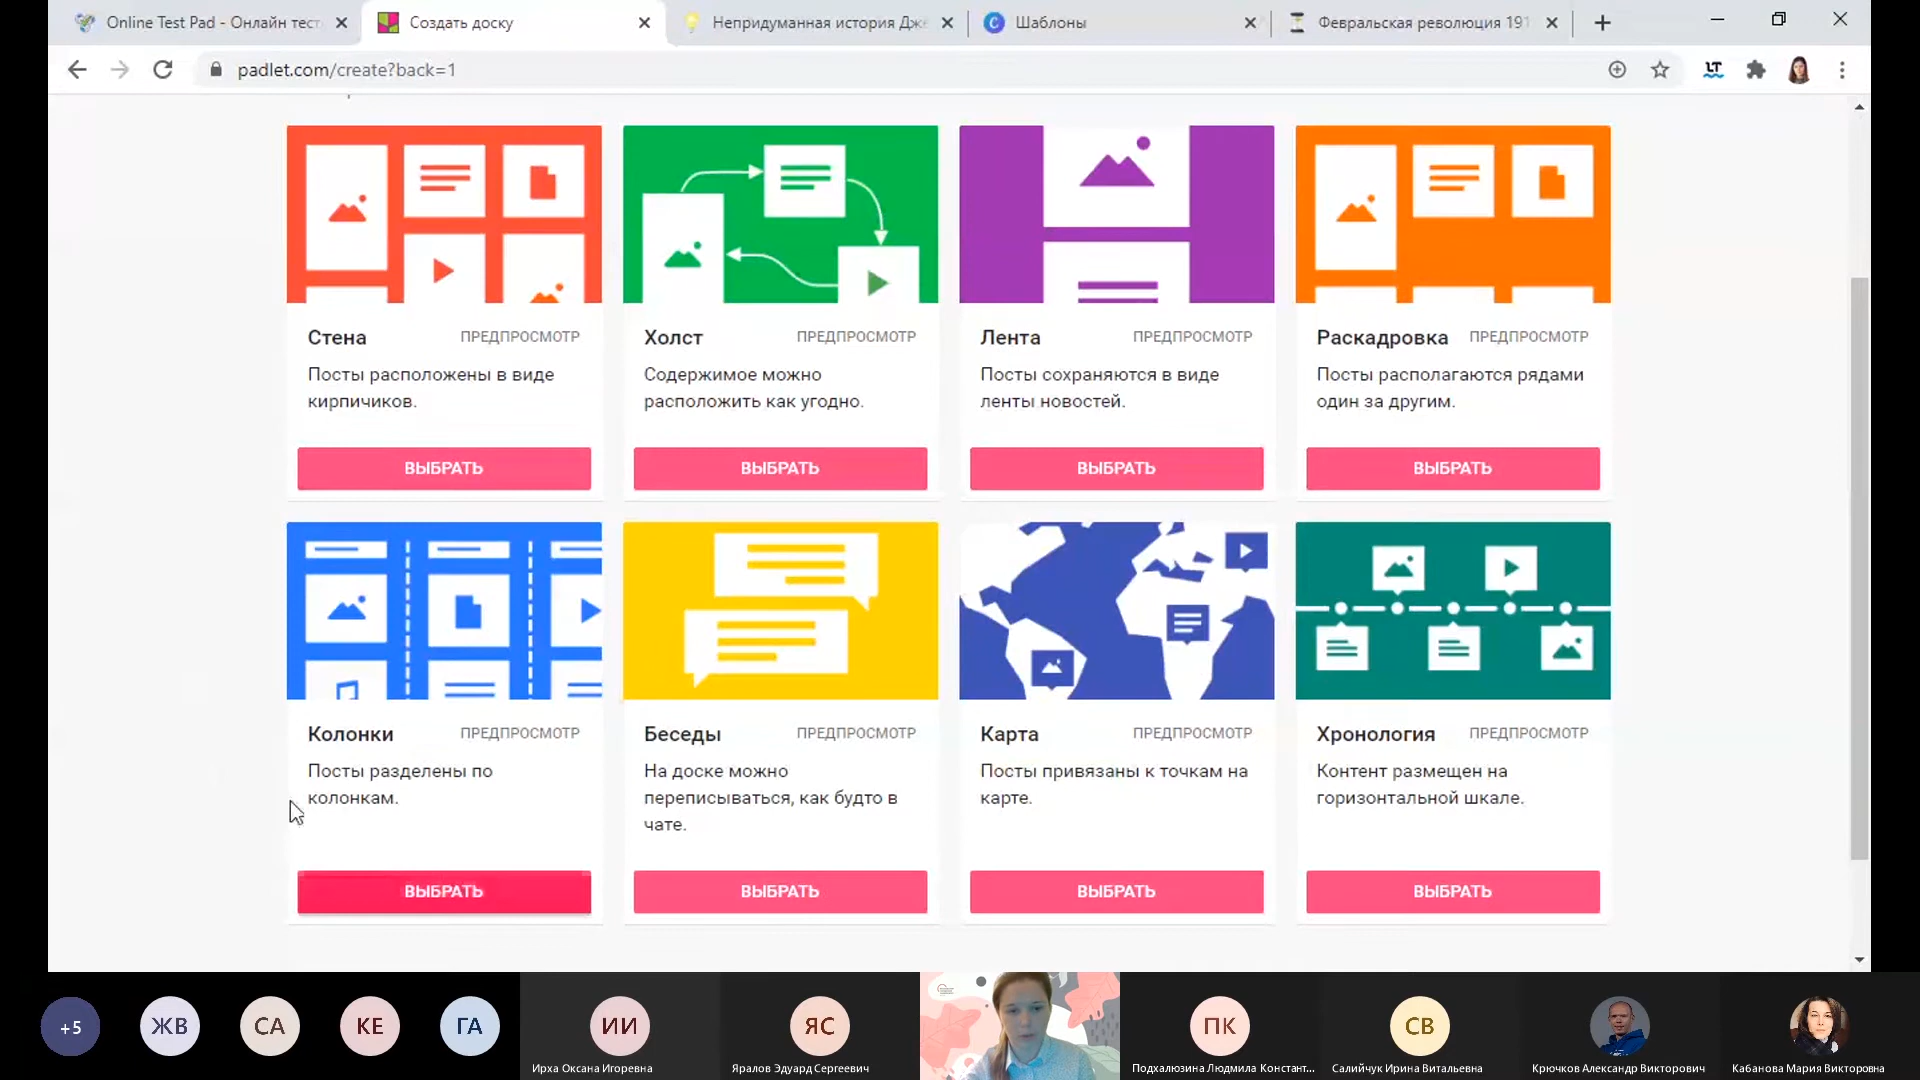 Online Test Pad - Онлайн тест
Создать доску
Непридуманная история Дже
Шаблоны
Февральская революция 191
padlet.com/create?back=1
Стена ПРЕДПРОСМОТР
Посты расположены в виде
кирпичиков.
ВЫБРАТЬ
Холст ПРЕДПРОСМОТР
Содержимое можно
расположить как угодно.
ВЫБРАТЬ
Лента ПРЕДПРОСМОТР
Посты сохраняются в виде
ленты новостей.
ВЫБРАТЬ
Раскадровка ПРЕДПРОСМОТР
Посты располагаются рядами
один за другим.
ВЫБРАТЬ
Колонки ПРЕДПРОСМОТР
Посты разделены по
колонкам.
ВЫБРАТЬ
Беседы ПРЕДПРОСМОТР
На доске можно
переписываться, как будто в
чате.
ВЫБРАТЬ
Карта ПРЕДПРОСМОТР
Посты привязаны к точкам на
карте.
ВЫБРАТЬ
Хронология ПРЕДПРОСМОТР
Контент размещен на
горизонтальной шкале.
ВЫБРАТЬ
+5
ЖВ
СА
КЕ
ГА
ИИ
Ирха Оксана Игоревна
ЯС
Яралов Эдуард Сергеевич
ПК
Подхалюзина Людмила Констант...
СВ
Салийчук Ирина Витальевна
Крючков Александр Викторович
Кабанова Мария Викторовна